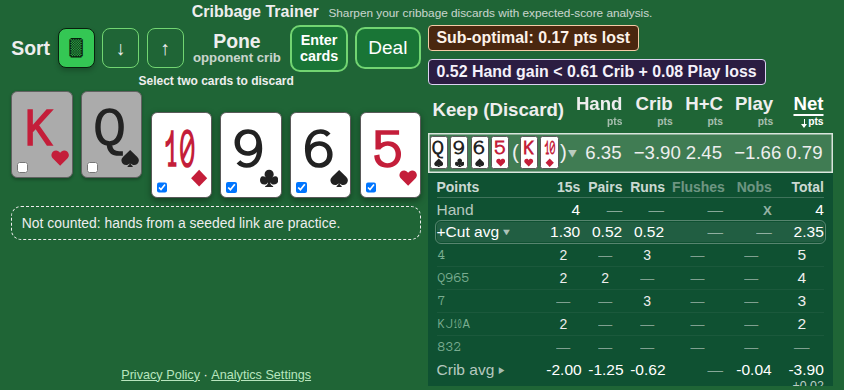 Cribbage Trainer Sharpen your cribbage discards with expected-score analysis.
Sort ↓ ↑ Pone opponent crib Enter cards Deal
Select two cards to discard
K Q 10 9 6 5
Not counted: hands from a seeded link are practice.
Privacy Policy · Analytics Settings
Sub-optimal: 0.17 pts lost
0.52 Hand gain < 0.61 Crib + 0.08 Play loss
Keep (Discard) Hand pts Crib pts H+C pts Play pts Net ↓pts
Q 9 6 5 (K 10) ▾ 6.35 −3.90 2.45 −1.66 0.79
Points 15s Pairs Runs Flushes Nobs Total
Hand 4 — — — x 4
+Cut avg ▾ 1.30 0.52 0.52 — — 2.35
4 2 — 3 — — 5
Q965 2 2 — — — 4
7 — — 3 — — 3
KJ10A 2 — — — — 2
832 — — — — — —
Crib avg ▸ -2.00 -1.25 -0.62 — -0.04 -3.90
+0.02